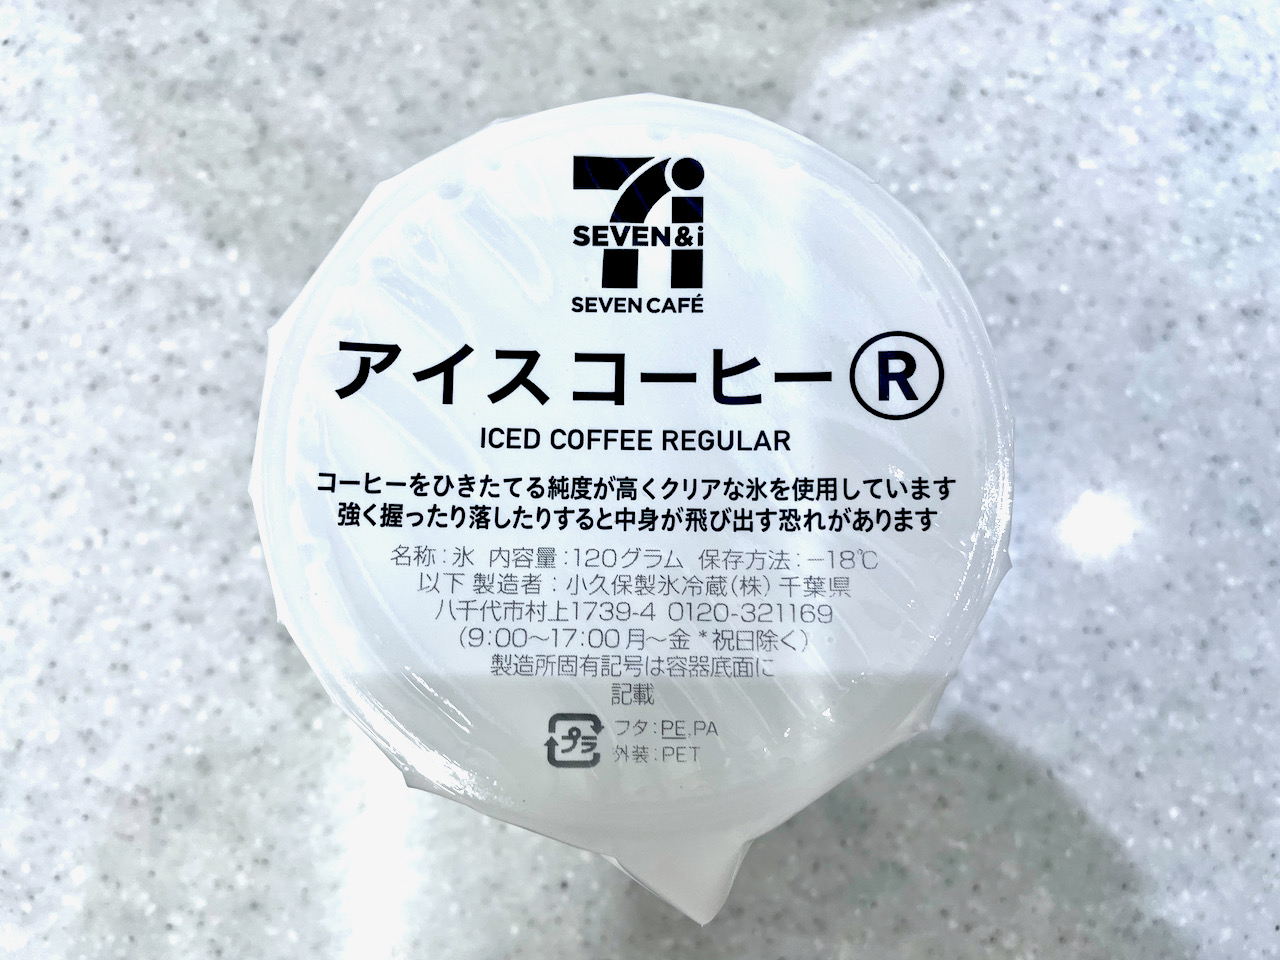 SEVEN&i
SEVEN CAFÉ
アイスコーヒー Ⓡ
ICED COFFEE REGULAR
コーヒーをひきたてる純度が高くクリアな氷を使用しています
強く握ったり落したりすると中身が飛び出す恐れがあります
名称:氷 内容量:120グラム 保存方法:−18℃
以下 製造者:小久保製氷冷蔵(株) 千葉県
八千代市村上1739-4 0120-321169
(9:00〜17:00 月〜金 *祝日除く)
製造所固有記号は容器底面に
記載
プラ フタ:PE,PA
外装:PET